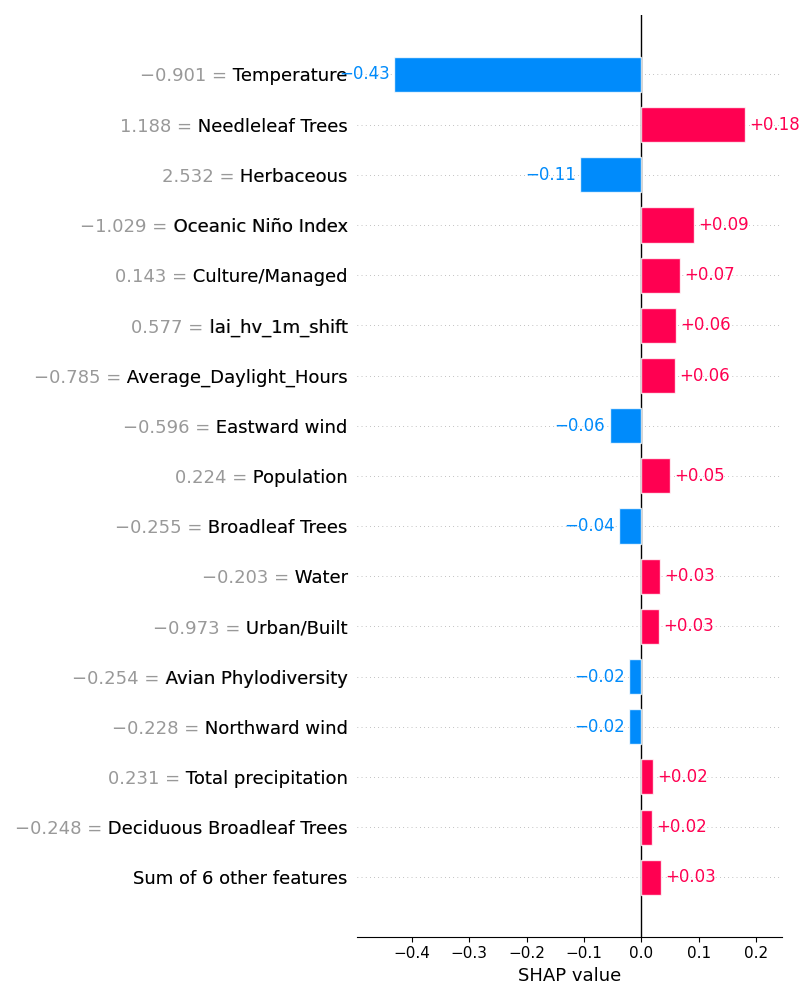 −0.901 = Temperature −0.43
1.188 = Needleleaf Trees +0.18
2.532 = Herbaceous −0.11
−1.029 = Oceanic Niño Index +0.09
0.143 = Culture/Managed +0.07
0.577 = lai_hv_1m_shift +0.06
−0.785 = Average_Daylight_Hours +0.06
−0.596 = Eastward wind −0.06
0.224 = Population +0.05
−0.255 = Broadleaf Trees −0.04
−0.203 = Water +0.03
−0.973 = Urban/Built +0.03
−0.254 = Avian Phylodiversity −0.02
−0.228 = Northward wind −0.02
0.231 = Total precipitation +0.02
−0.248 = Deciduous Broadleaf Trees +0.02
Sum of 6 other features +0.03
−0.4 −0.3 −0.2 −0.1 0.0 0.1 0.2
SHAP value